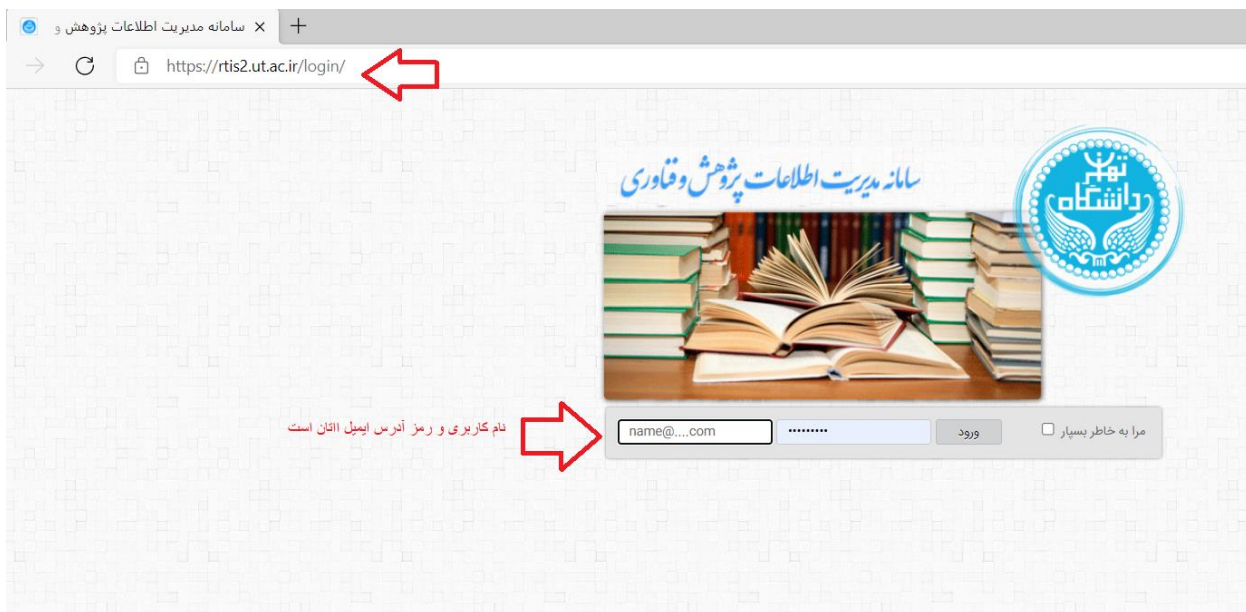 سامانه مدیریت اطلاعات پژوهش و
https://rtis2.ut.ac.ir/login/
سامانه مدیریت اطلاعات پژوهش و فناوری
دانشگاه
تهران
نام کاربری و رمز آدرس ایمیل اتان است
name@....com
•••••••••
ورود
مرا به خاطر بسپار